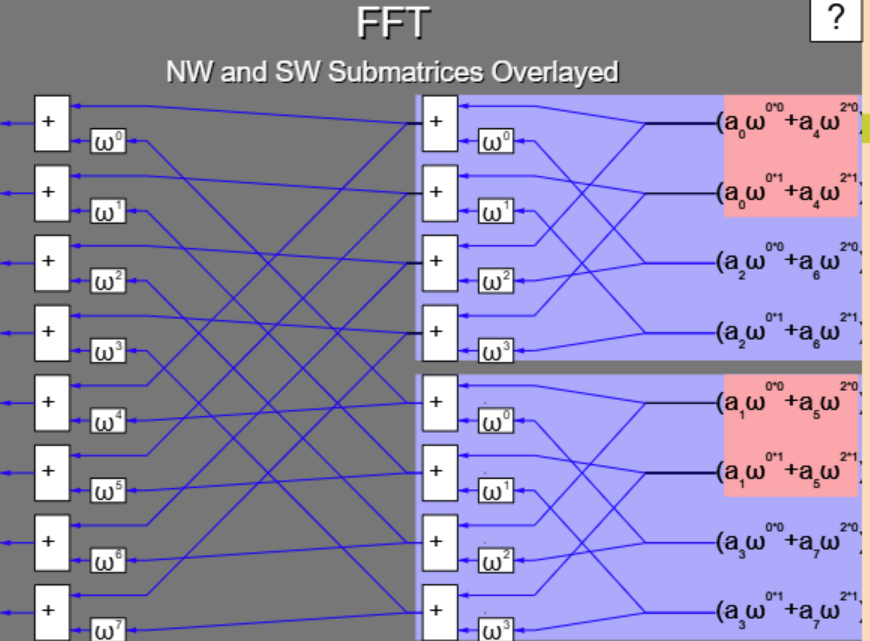 FFT
?
NW and SW Submatrices Overlayed
+ + (a₀ω⁰*⁰+a₄ω²*⁰)
ω⁰ ω⁰
+ + (a₀ω⁰*¹+a₄ω²*¹)
ω¹ ω¹
+ + (a₂ω⁰*⁰+a₆ω²*⁰)
ω² ω²
+ + (a₂ω⁰*¹+a₆ω²*¹)
ω³ ω³
+ + (a₁ω⁰*⁰+a₅ω²*⁰)
ω⁴ ω⁰
+ + (a₁ω⁰*¹+a₅ω²*¹)
ω⁵ ω¹
+ + (a₃ω⁰*⁰+a₇ω²*⁰)
ω⁶ ω²
+ + (a₃ω⁰*¹+a₇ω²*¹)
ω⁷ ω³